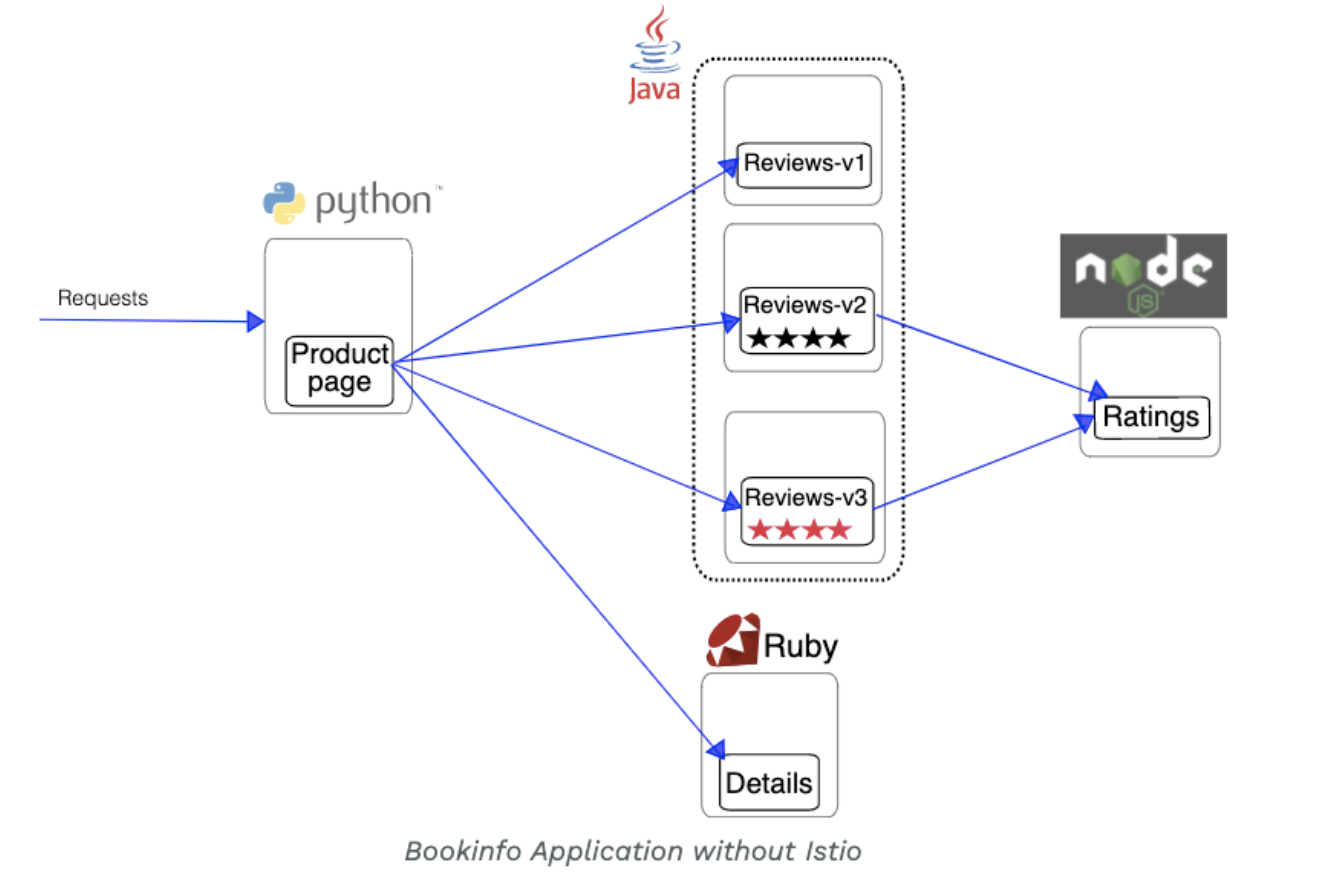 Java
Reviews-v1
python™
Requests
Product
page
Reviews-v2
★★★★
node
JS
Ratings
Reviews-v3
★★★★
Ruby
Details
Bookinfo Application without Istio